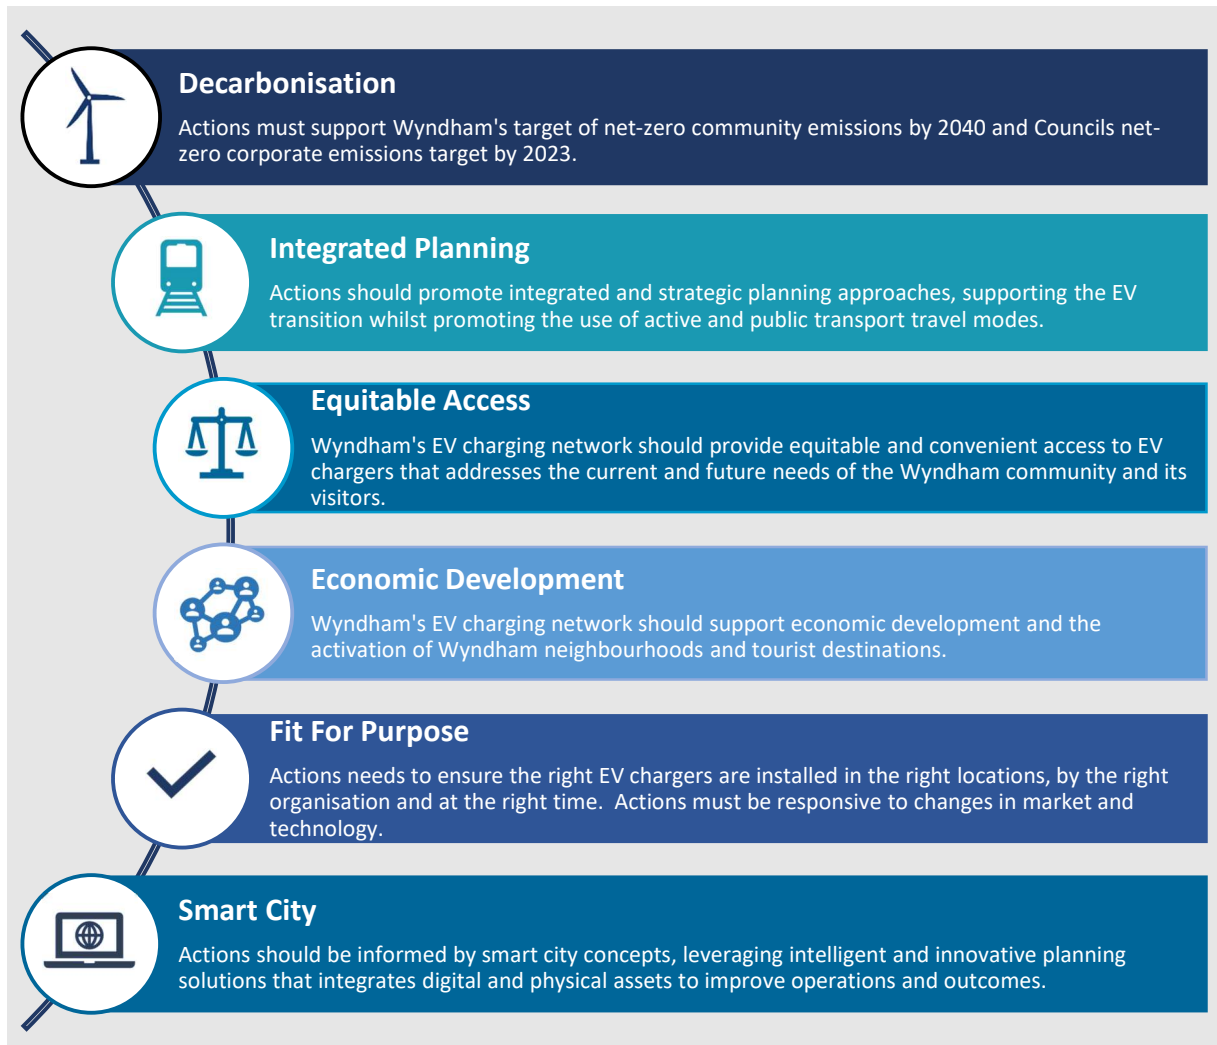 Decarbonisation
Actions must support Wyndham's target of net-zero community emissions by 2040 and Councils net-
zero corporate emissions target by 2023.
Integrated Planning
Actions should promote integrated and strategic planning approaches, supporting the EV
transition whilst promoting the use of active and public transport travel modes.
Equitable Access
Wyndham's EV charging network should provide equitable and convenient access to EV
chargers that addresses the current and future needs of the Wyndham community and its
visitors.
Economic Development
Wyndham's EV charging network should support economic development and the
activation of Wyndham neighbourhoods and tourist destinations.
Fit For Purpose
Actions needs to ensure the right EV chargers are installed in the right locations, by the right
organisation and at the right time.  Actions must be responsive to changes in market and
technology.
Smart City
Actions should be informed by smart city concepts, leveraging intelligent and innovative planning
solutions that integrates digital and physical assets to improve operations and outcomes.